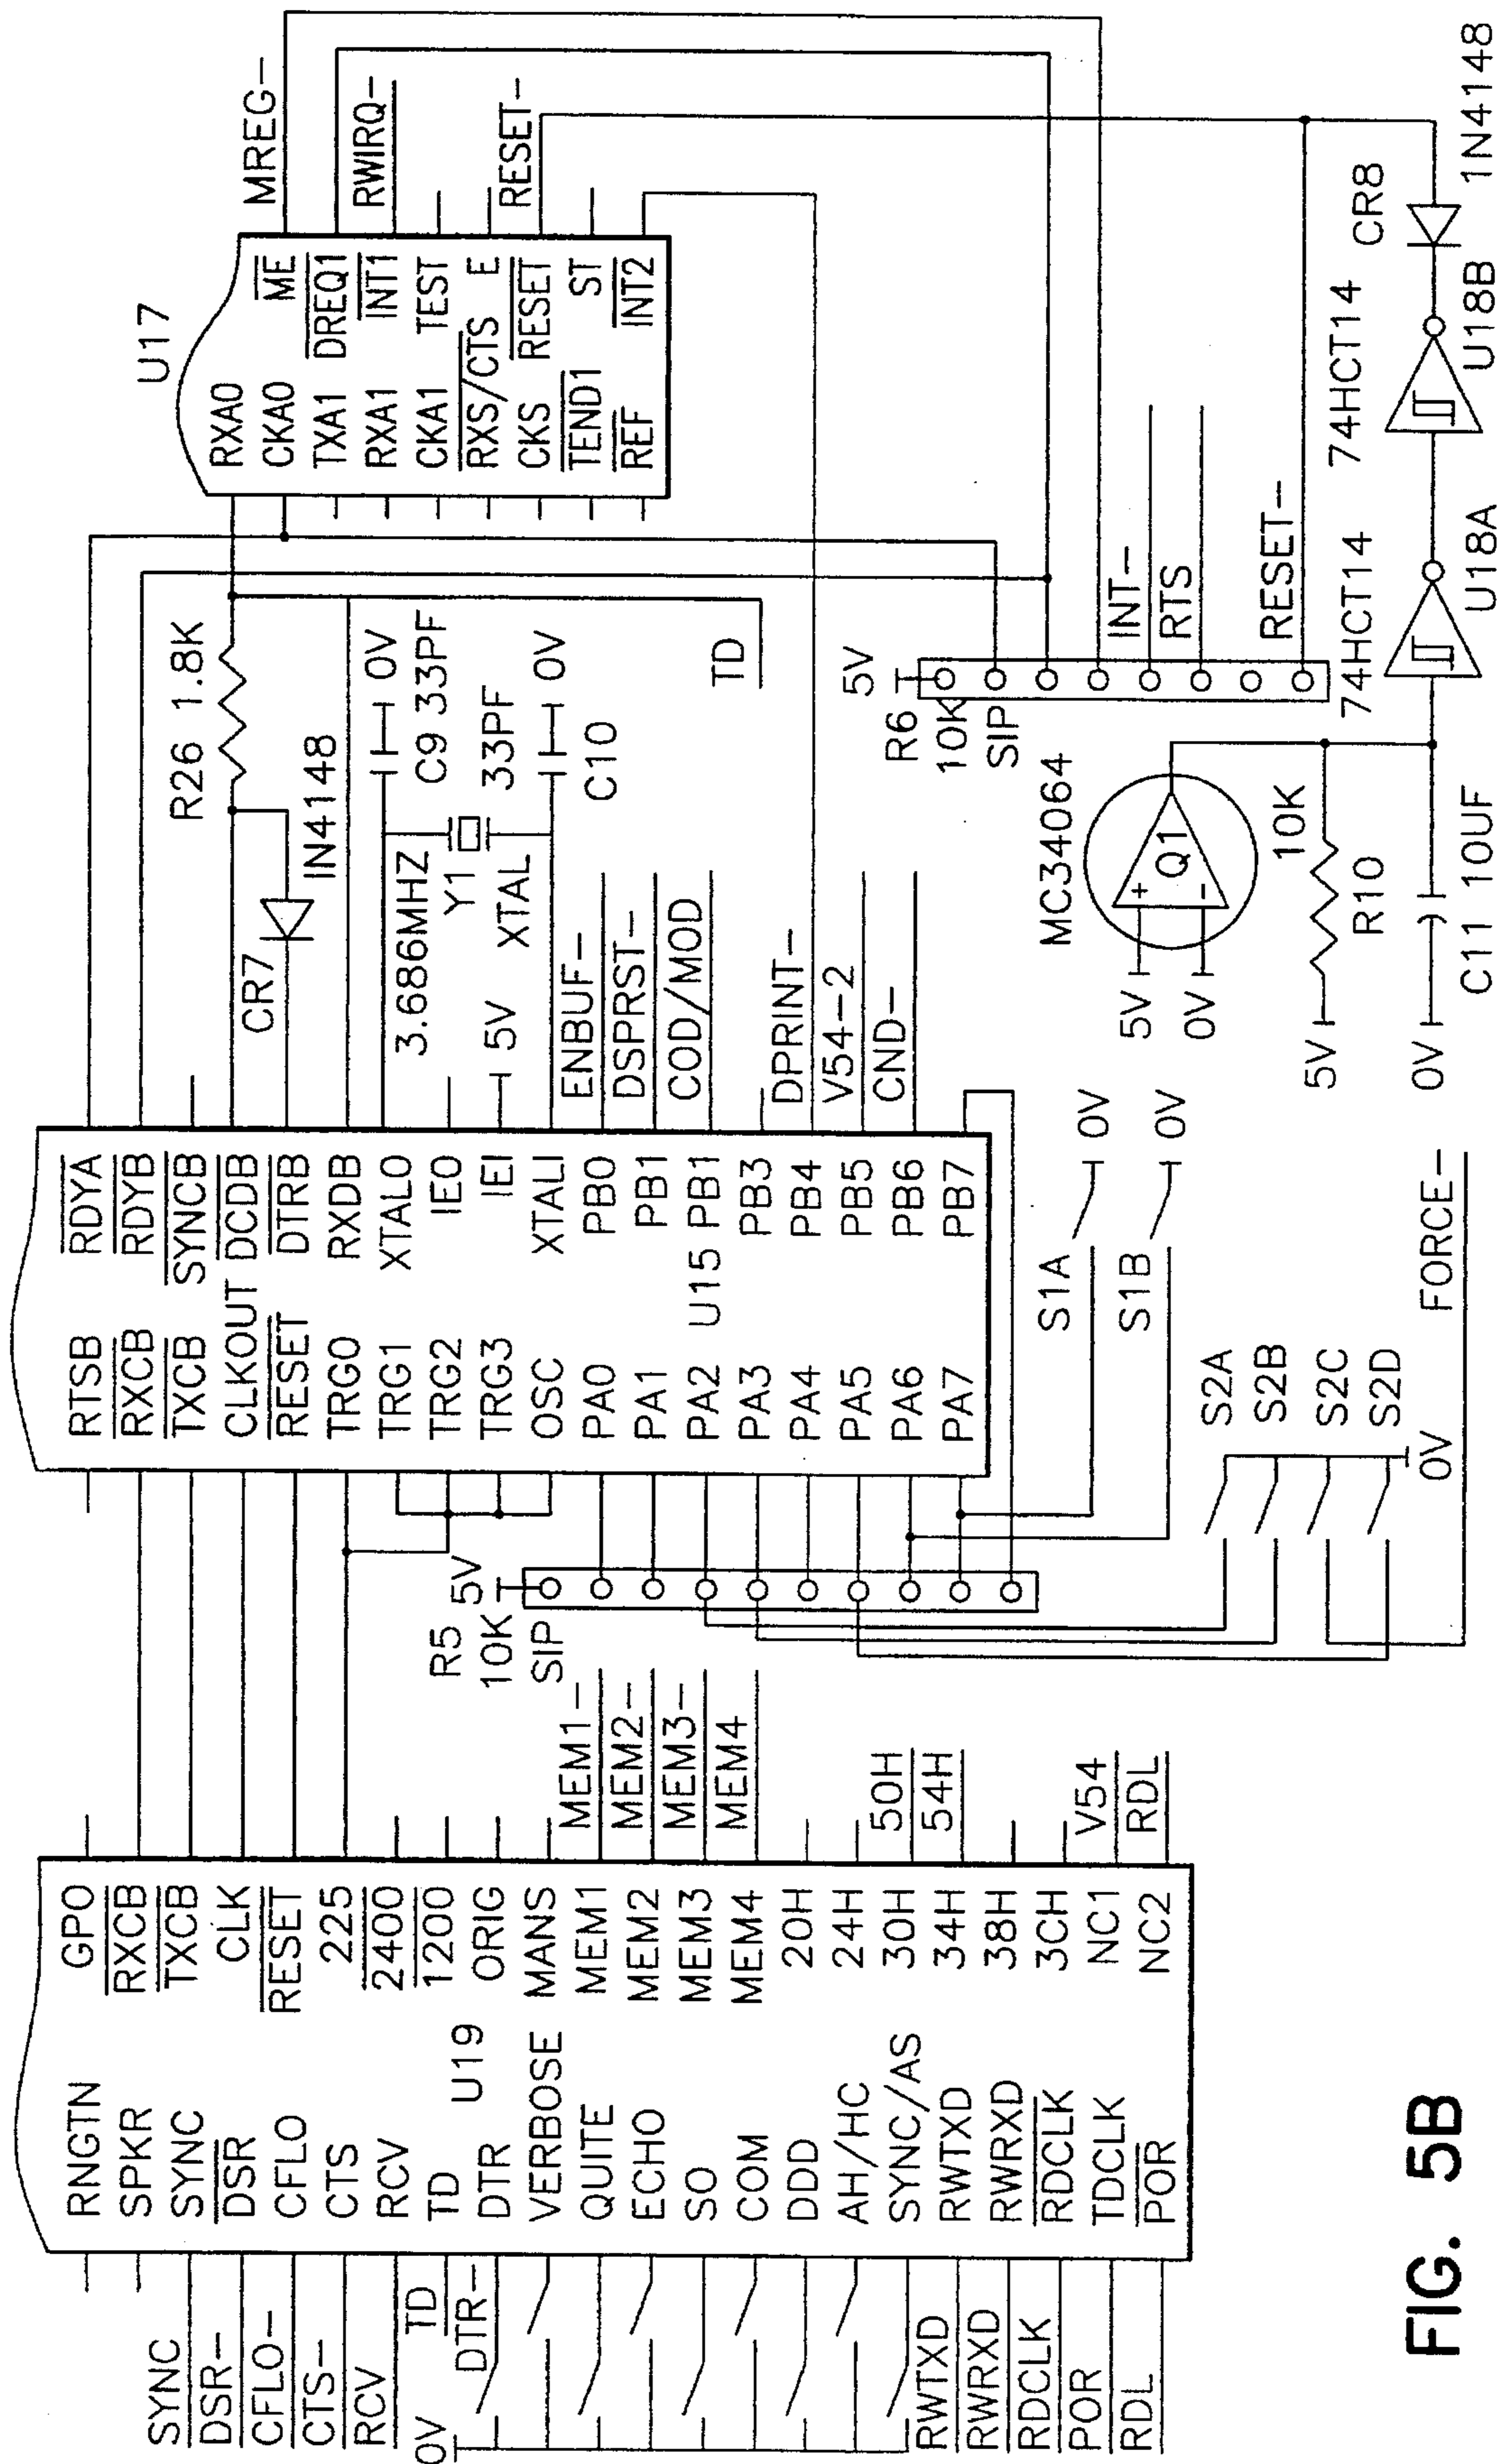 RNGTN
SPKR
SYNC
DSR
CFLO
CTS
RCV
TD
DTR
VERBOSE
QUITE
ECHO
SO
COM
DDD
AH/HC
SYNC/AS
RWTXD
RWRXD
RDCLK
TDCLK
POR
U19
GPO
RXCB
TXCB
CLK
RESET
225
2400
1200
ORIG
MANS
MEM1
MEM2
MEM3
MEM4
20H
24H
30H
34H
38H
3CH
NC1
NC2
SYNC
DSR-
CFLO-
CTS-
RCV
TD
DTR-
0V
RWTXD
RWRXD
RDCLK
POR
RDL
MEM1-
MEM2-
MEM3-
MEM4
50H
54H
V54
RDL
R5 5V
10K
SIP
RTSB
RXCB
TXCB
CLKOUT
RESET
TRG0
TRG1
TRG2
TRG3
OSC
PA0
PA1
PA2
PA3
PA4
PA5
PA6
PA7
U15
RDYA
RDYB
SYNCB
DCDB
DTRB
RXDB
XTALO
IEO
IEI
XTALI
PB0
PB1
PB1
PB3
PB4
PB5
PB6
PB7
S2A
S2B
S2C
S2D
0V
FORCE-
S1A
0V
S1B
0V
CR7
IN4148
R26 1.8K
3.686MHZ
Y1
XTAL
5V
0V
C9 33PF
33PF
0V
C10
ENBUF-
DSPRST-
COD/MOD
DPRINT-
V54-2
CND-
TD
U17
RXA0
CKA0
TXA1
RXA1
CKA1
RXS/CTS
CKS
TEND1
REF
ME
DREQ1
INT1
TEST
E
RESET
ST
INT2
MREG-
RWIRQ-
RESET-
R6
5V
10K
SIP
INT-
RTS
RESET-
MC34064
Q1
+
-
5V
0V
5V
10K
R10
0V
C11 10UF
74HCT14
U18A
74HCT14
U18B
CR8
1N4148
FIG. 5B